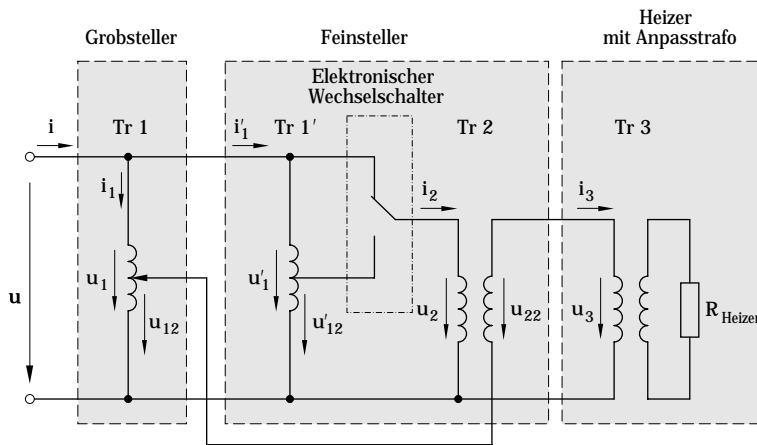 Grobsteller
Feinsteller
Heizer
mit Anpasstrafo
Elektronischer
Wechselschalter
i
Tr 1
i′1
Tr 1′
Tr 2
Tr 3
i1
i2
i3
u
u1
u12
u′1
u′12
u2
u22
u3
RHeizer